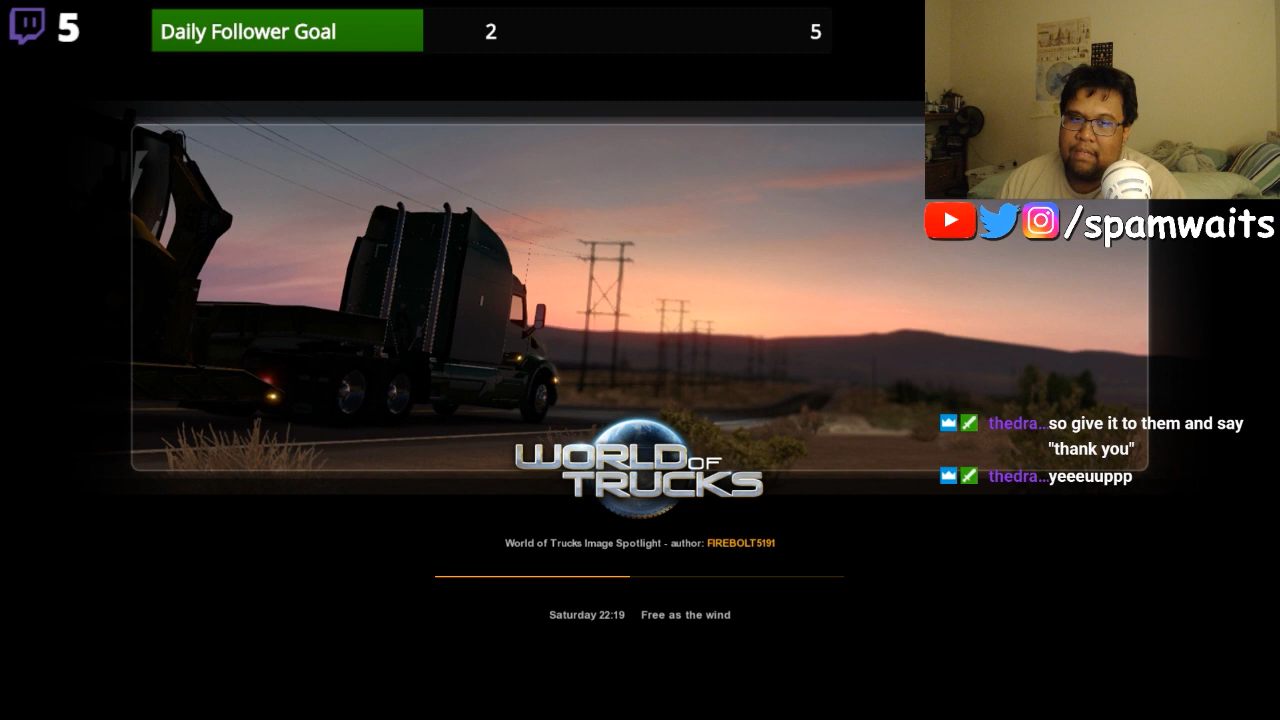 5
Daily Follower Goal 2 5
/spamwaits
thedra... so give it to them and say
"thank you"
thedra... yeeeuuppp
WORLD OF
TRUCKS
World of Trucks Image Spotlight - author: FIREBOLT5191
Saturday 22:19 Free as the wind